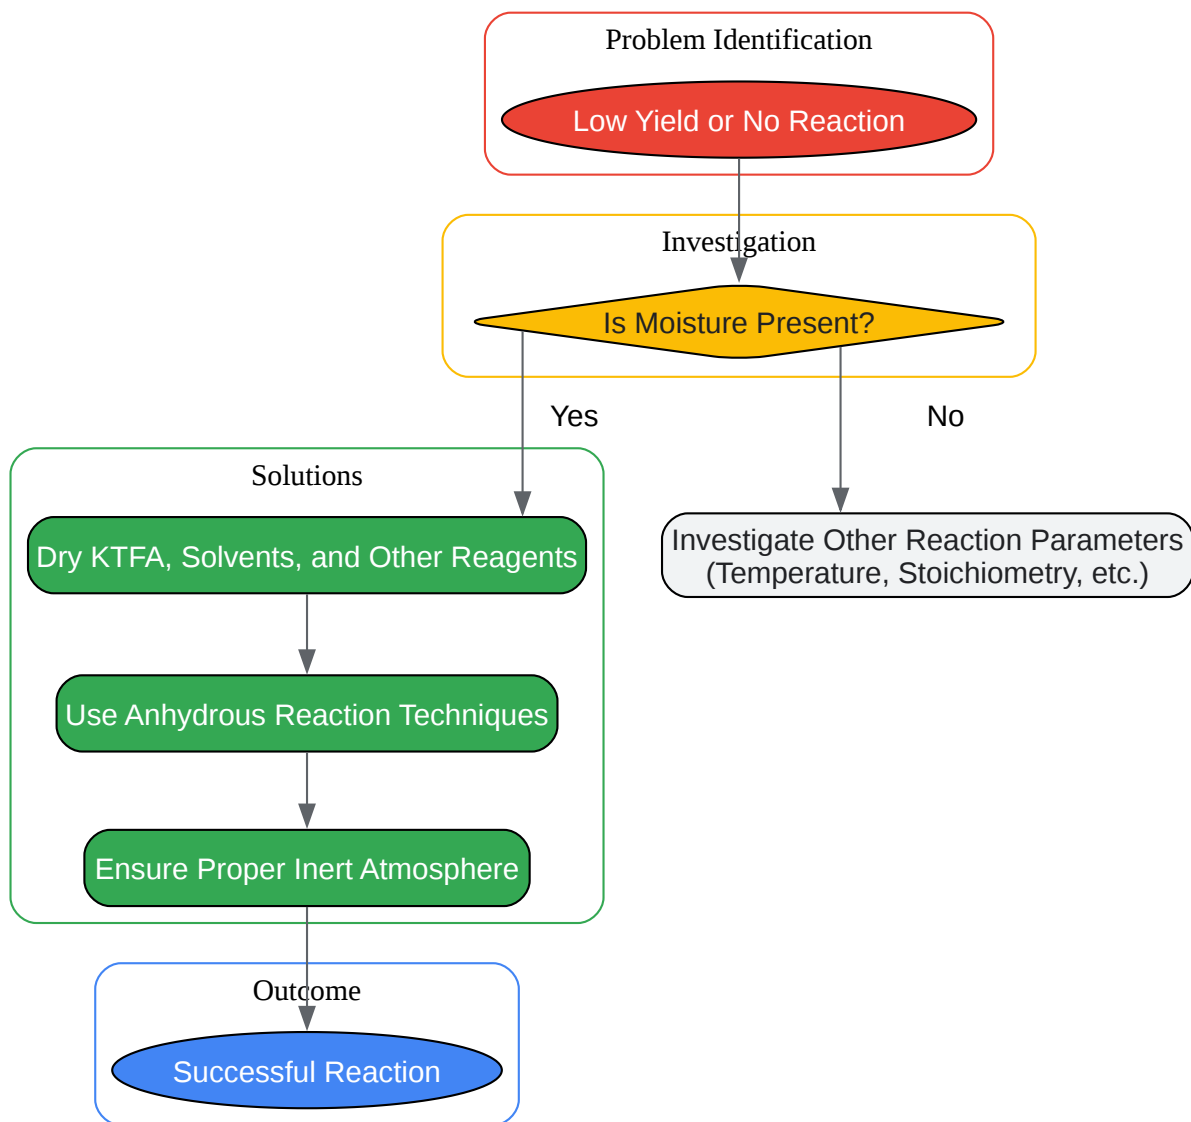 Problem Identification
Low Yield or No Reaction
Investigation
Is Moisture Present?
Yes
No
Solutions
Dry KTFA, Solvents, and Other Reagents
Investigate Other Reaction Parameters
(Temperature, Stoichiometry, etc.)
Use Anhydrous Reaction Techniques
Ensure Proper Inert Atmosphere
Outcome
Successful Reaction